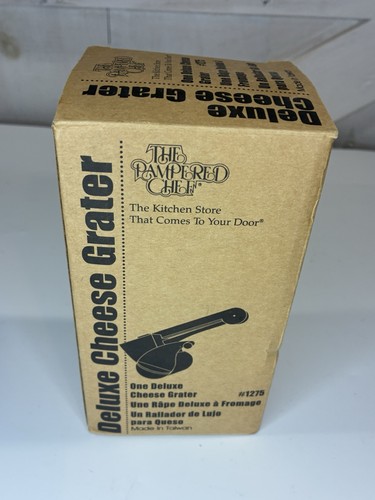 Deluxe
Cheese Grater
THE
PAMPERED
CHEF®
The Kitchen Store
That Comes To Your Door®
Deluxe Cheese Grater
One Deluxe
Cheese Grater #1275
Une Râpe Deluxe à Fromage
Un Rallador de Lujo
para Queso
Made in Taiwan